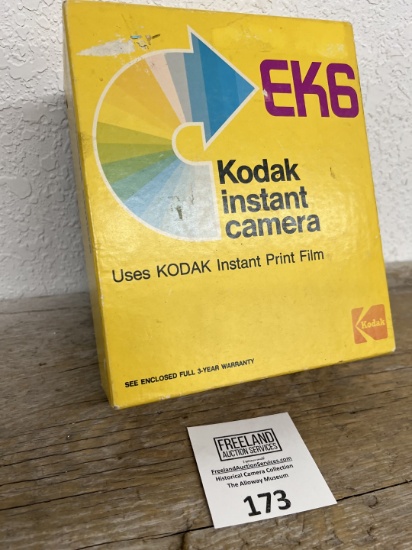 EK6
Kodak
instant
camera
Uses KODAK Instant Print Film
Kodak
SEE ENCLOSED FULL 3-YEAR WARRANTY
FREELAND
AUCTION SERVICES
FreelandAuctionServices.com
Historical Camera Collection
The Alloway Museum
173